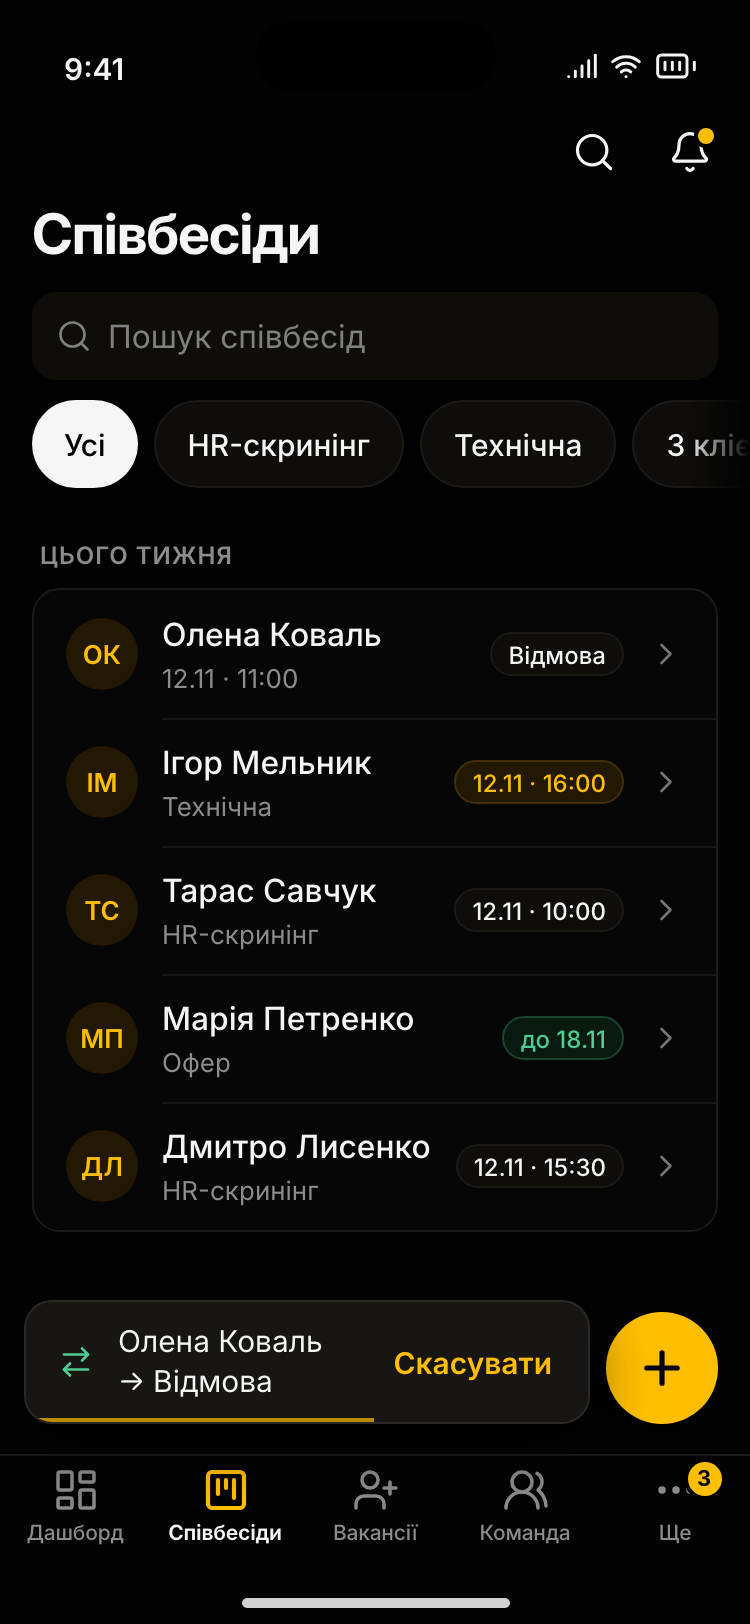 9:41
Співбесіди
Пошук співбесід
Усі
HR-скринінг
Технічна
З кліє
ЦЬОГО ТИЖНЯ
ОК
Олена Коваль
12.11 · 11:00
Відмова
ІМ
Ігор Мельник
Технічна
12.11 · 16:00
ТС
Тарас Савчук
HR-скринінг
12.11 · 10:00
МП
Марія Петренко
Офер
до 18.11
ДЛ
Дмитро Лисенко
HR-скринінг
12.11 · 15:30
Олена Коваль
→ Відмова
Скасувати
Дашборд
Співбесіди
Вакансії
Команда
3
Ще